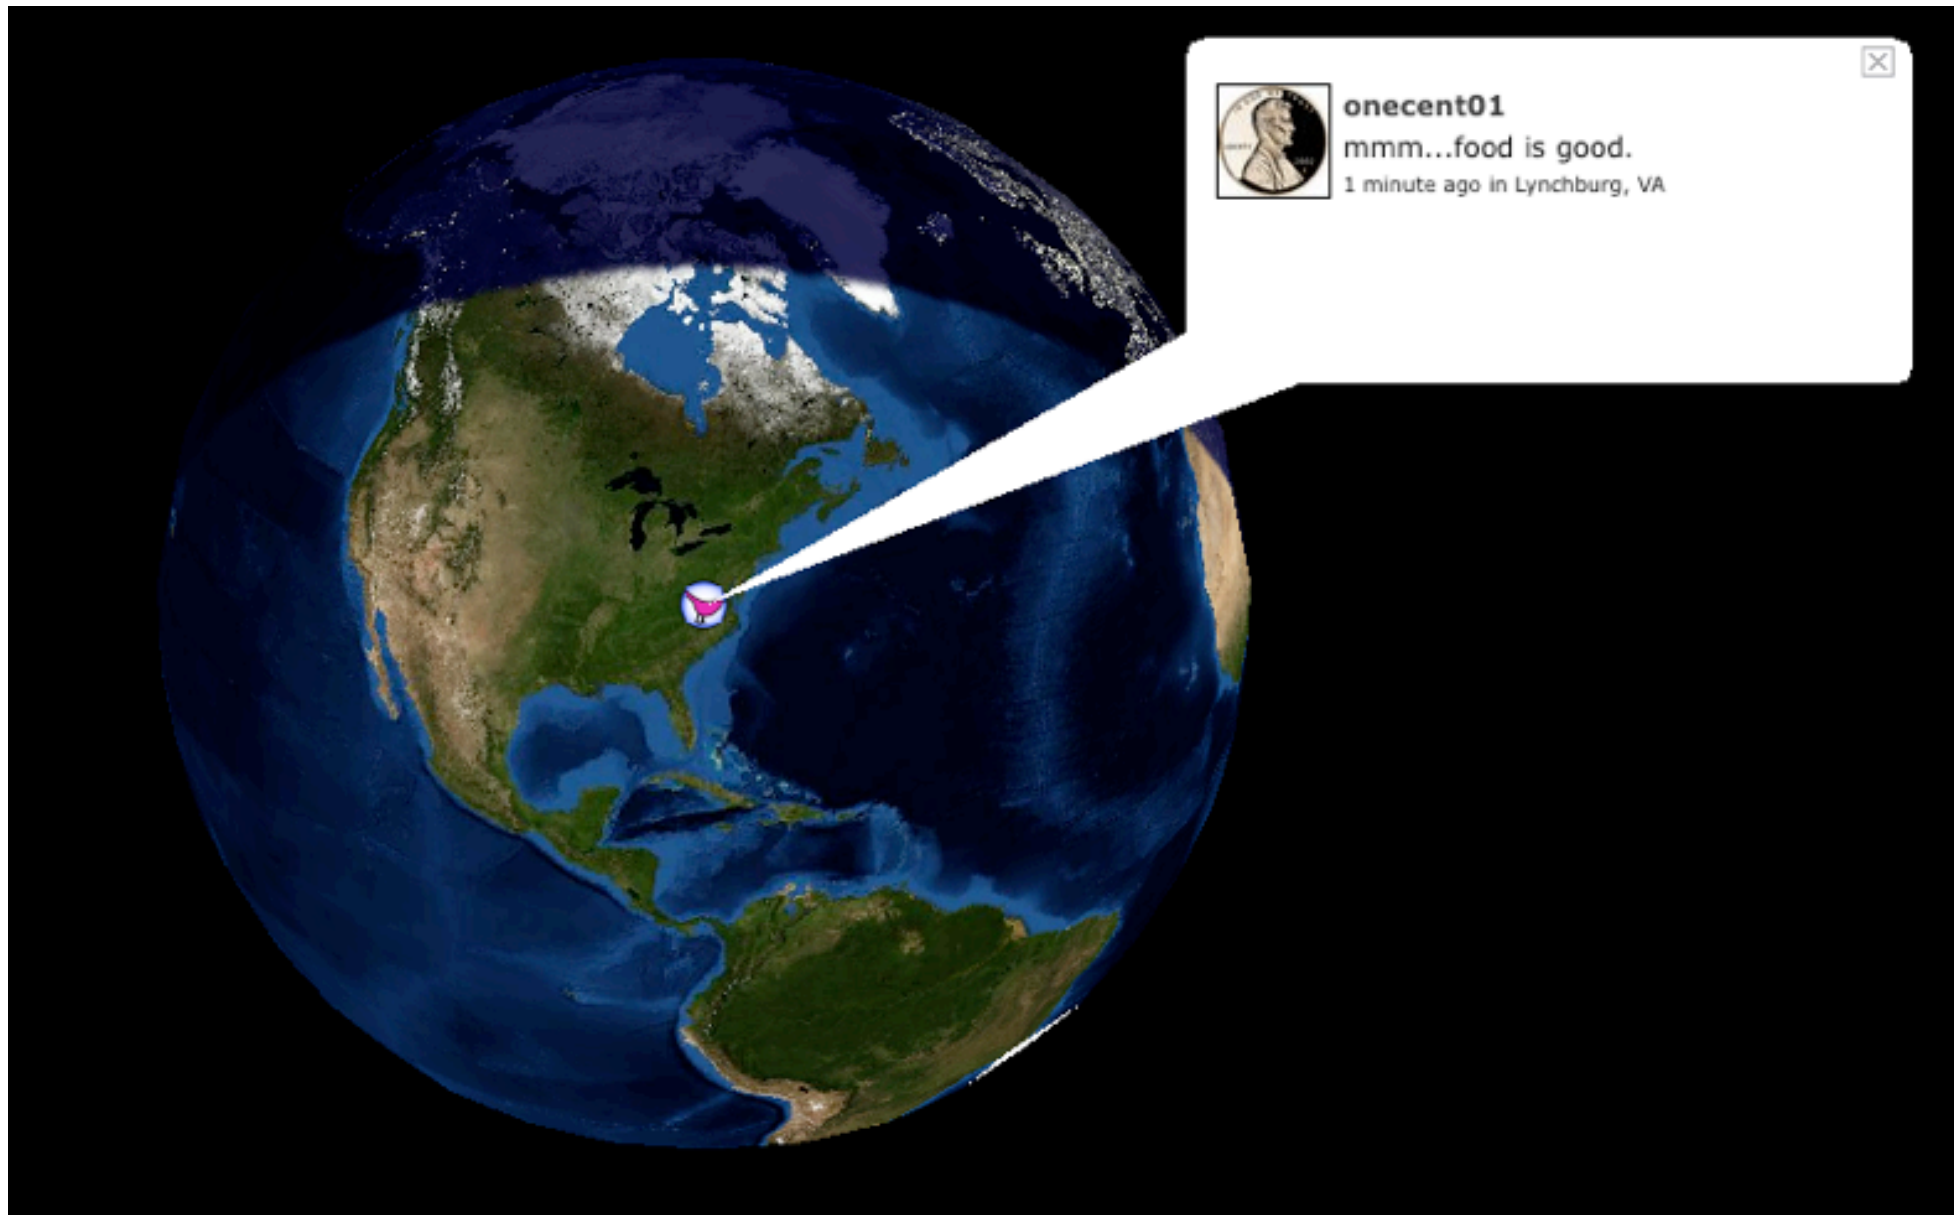 onecent01
mmm...food is good.
1 minute ago in Lynchburg, VA